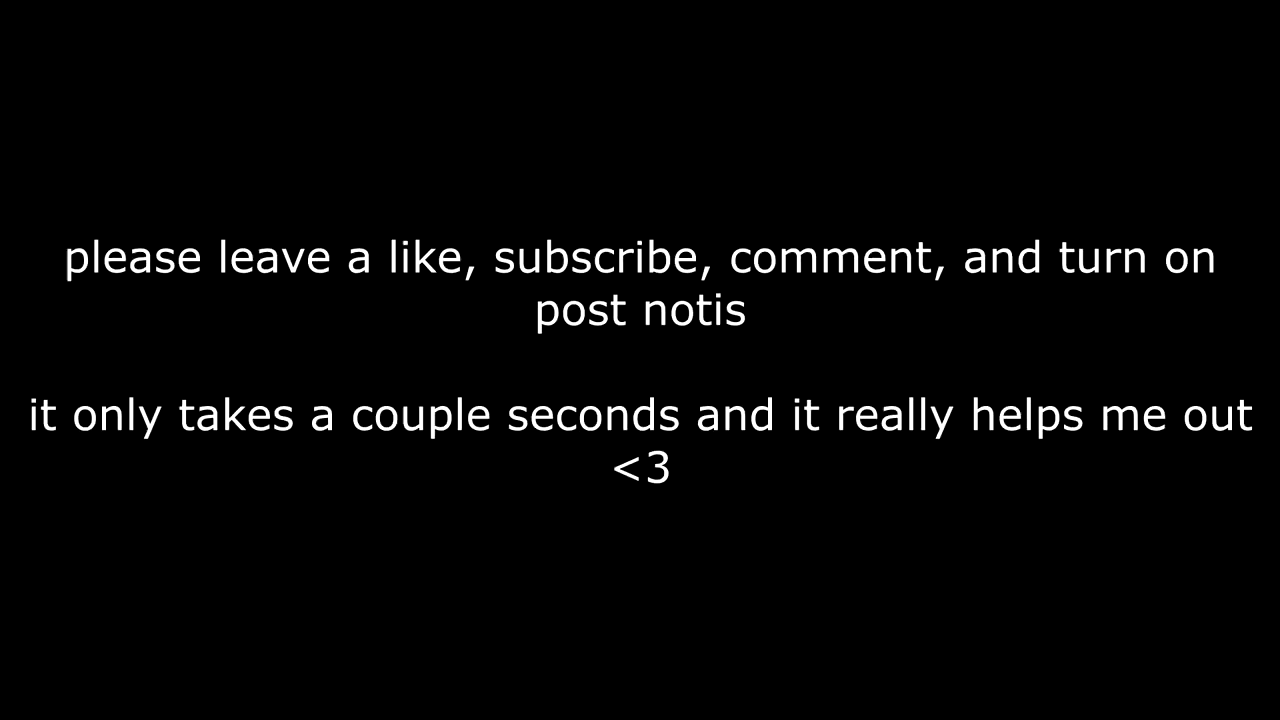 please leave a like, subscribe, comment, and turn on
post notis
it only takes a couple seconds and it really helps me out
<3